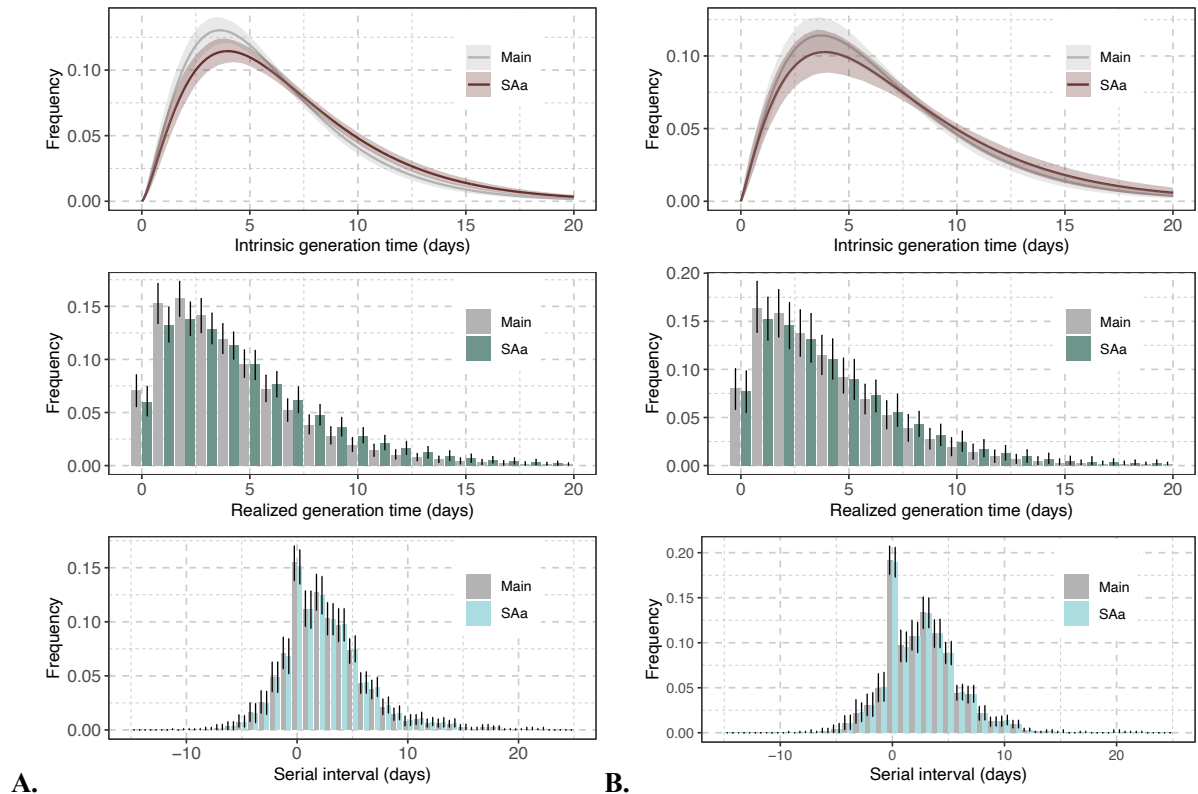 Frequency
0.10
0.05
0.00
Main
SAa
0 5 10 15 20
Intrinsic generation time (days)
Frequency
0.15
0.10
0.05
0.00
Main
SAa
0 5 10 15 20
Realized generation time (days)
Frequency
0.15
0.10
0.05
0.00
Main
SAa
−10 0 10 20
Serial interval (days)
A.
Frequency
0.10
0.05
0.00
Main
SAa
0 5 10 15 20
Intrinsic generation time (days)
Frequency
0.20
0.15
0.10
0.05
0.00
Main
SAa
0 5 10 15 20
Realized generation time (days)
Frequency
0.20
0.15
0.10
0.05
0.00
Main
SAa
−10 0 10 20
Serial interval (days)
B.